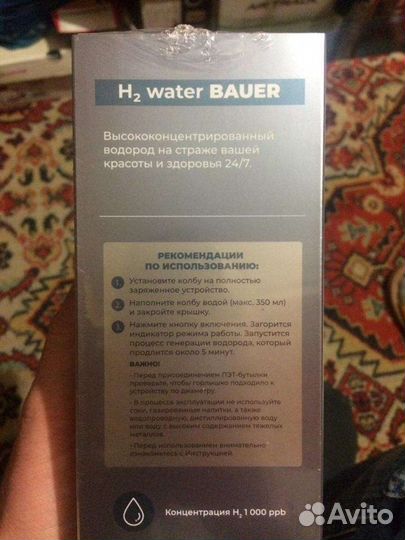 H₂ water BAUER
Высококонцентрированный
водород на страже вашей
красоты и здоровья 24/7.
РЕКОМЕНДАЦИИ
ПО ИСПОЛЬЗОВАНИЮ:
1 Установите колбу на полностью
заряженное устройство.
2 Наполните колбу водой (макс. 350 мл)
и закройте крышку.
3 Нажмите кнопку включения. Загорится
индикатор режима работы. Запустится
процесс генерации водорода, который
продлится около 5 минут.
ВАЖНО!
- Перед присоединением ПЭТ-бутылки
проверьте, чтобы горлышко подходило к
устройству по диаметру.
- В процессе эксплуатации не используйте
соки, газированные напитки, а также
водопроводную, дистиллированную воду
или воду с высоким содержанием тяжелых
металлов.
- Перед использованием внимательно
ознакомьтесь с Инструкцией.
Концентрация H₂ 1 000 ppb
Avito